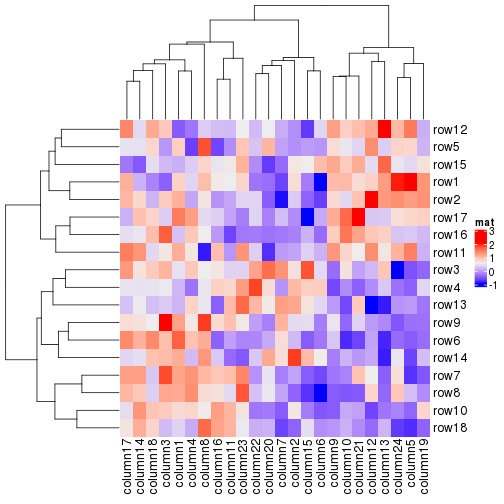 row12
row5
row15
row1
row2
row17
row16
row11
row3
row4
row13
row9
row6
row14
row7
row8
row10
row18
mat
3
2
1
0
-1
column17
column14
column18
column3
column1
column4
column8
column16
column11
column23
column22
column20
column7
column2
column15
column6
column9
column10
column21
column12
column13
column24
column5
column19